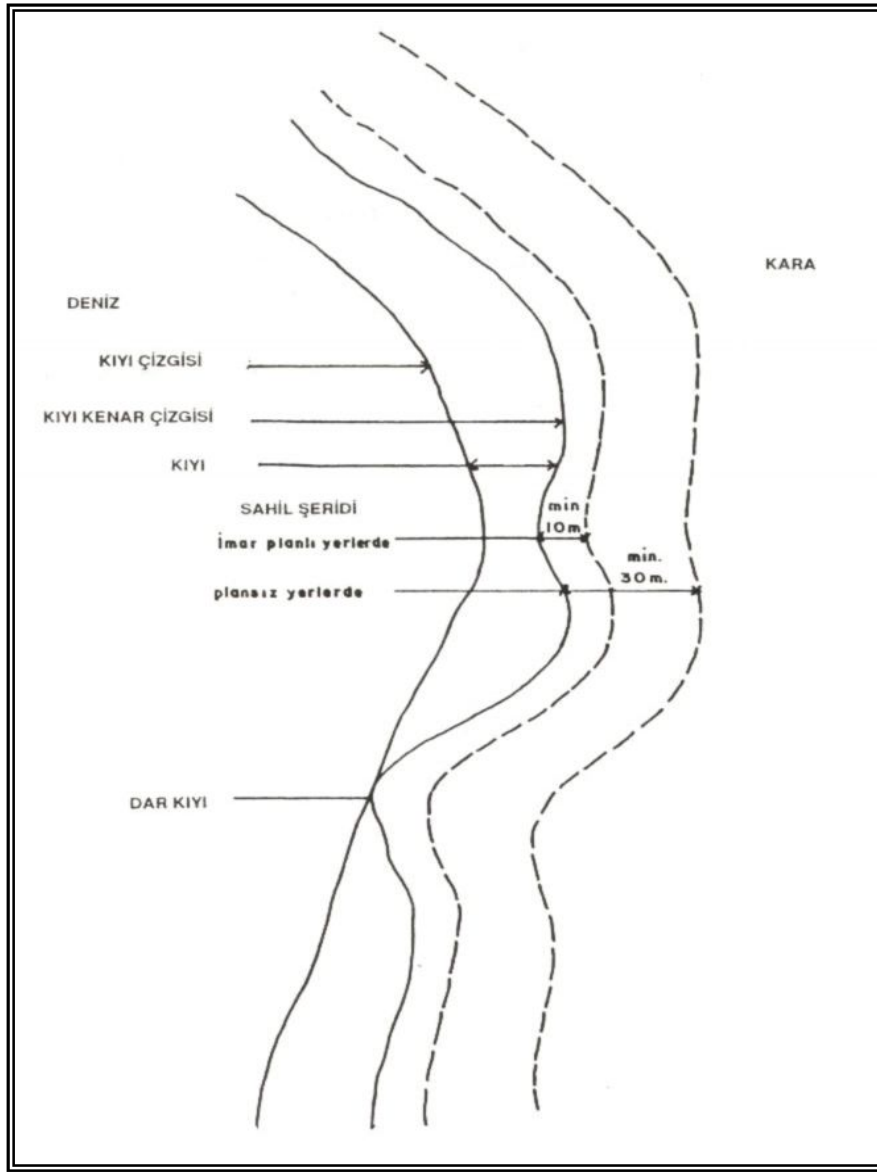 KARA
DENİZ
KIYI ÇİZGİSİ
KIYI KENAR ÇİZGİSİ
KIYI
SAHİL ŞERİDİ
min
10m
İmar planlı yerlerde
min.
30m.
plansız yerlerde
DAR KIYI